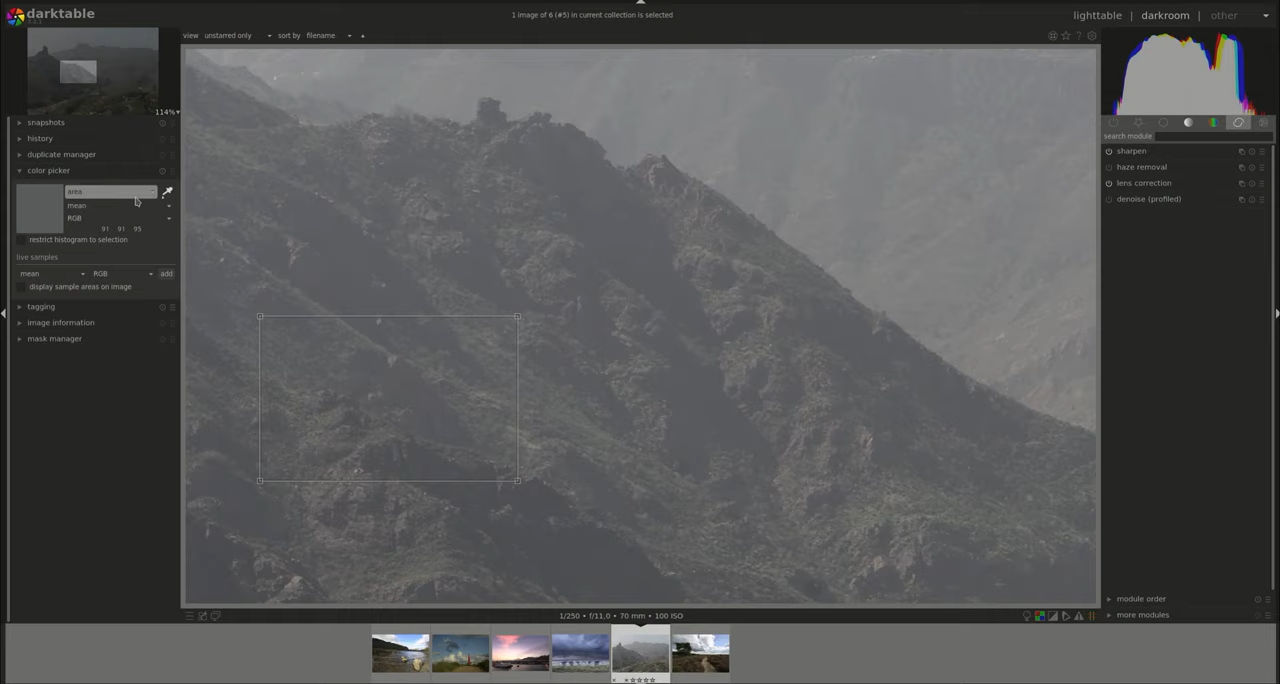 darktable
1 image of 6 (#5) in current collection is selected
lighttable | darkroom | other
view unstarred only sort by filename
114%
snapshots
history
duplicate manager
color picker
area
mean
RGB
91 91 95
restrict histogram to selection
live samples
mean RGB add
display sample areas on image
tagging
image information
mask manager
search module
sharpen
haze removal
lens correction
denoise (profiled)
module order
more modules
1/250 • f/11.0 • 70 mm • 100 ISO